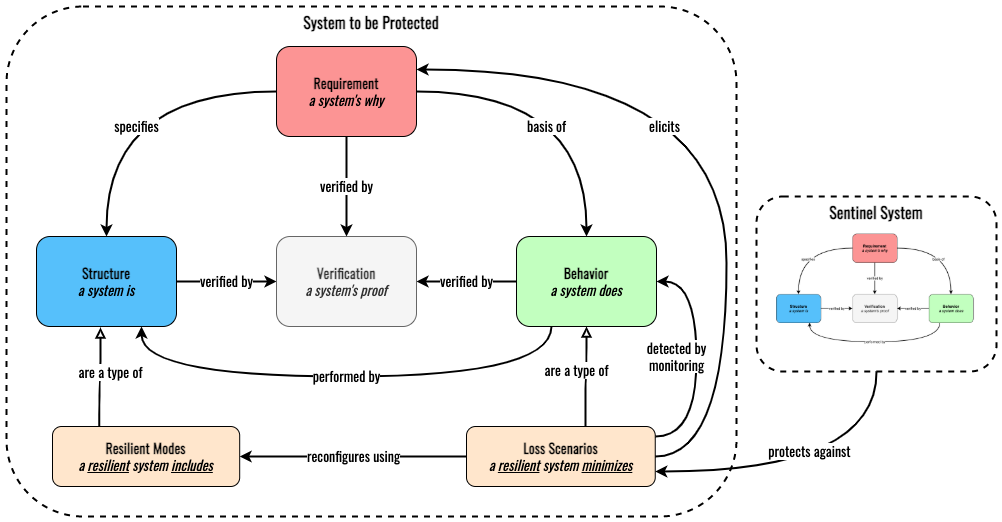 System to be Protected
Requirement
a system's why
specifies
basis of
elicits
verified by
Structure
a system is
verified by
Verification
a system's proof
verified by
Behavior
a system does
detected by
monitoring
are a type of
performed by
are a type of
Resilient Modes
a resilient system includes
reconfigures using
Loss Scenarios
a resilient system minimizes
protects against
Sentinel System
Requirement
a system's why
specifies
basis of
verified by
Structure
a system is
verified by
Verification
a system's proof
verified by
Behavior
a system does
performed by